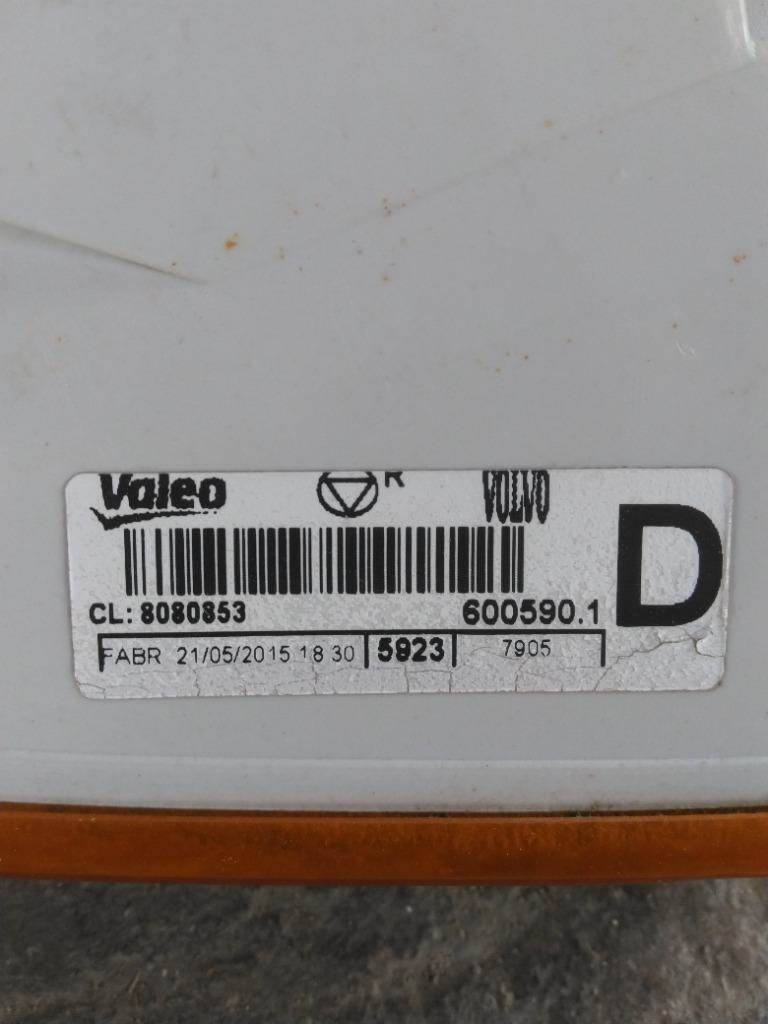 Valeo R VOLVO
D
CL: 8080853 600590.1
FABR 21/05/2015 18 30 5923 7905